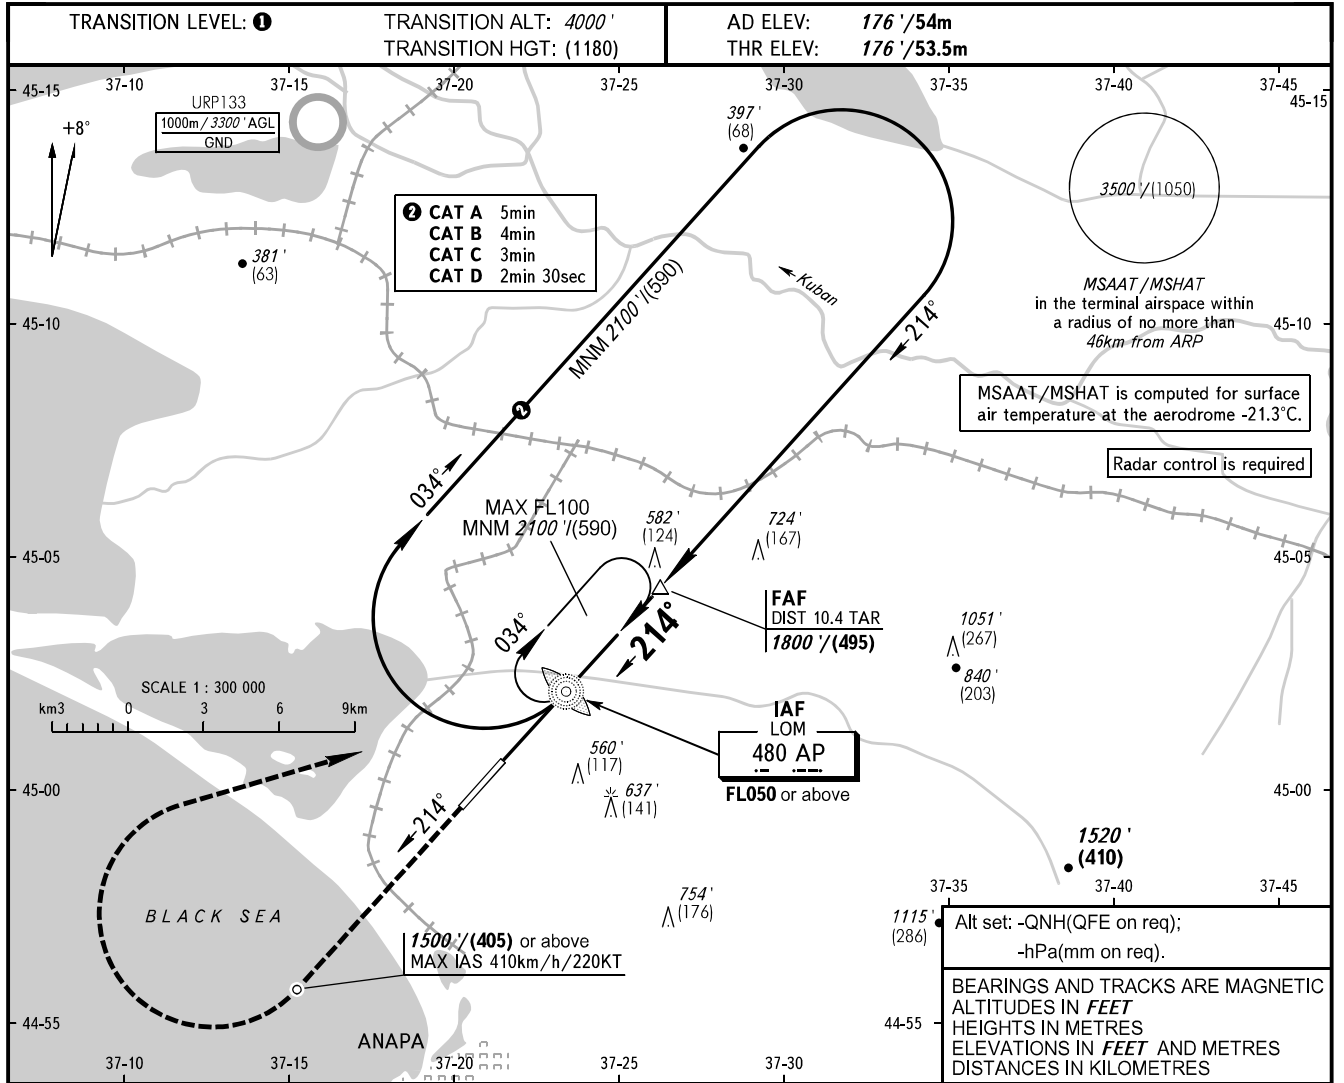 TRANSITION LEVEL: ❶
TRANSITION ALT: 4000 '
TRANSITION HGT: (1180)
AD ELEV: 176 '/54m
THR ELEV: 176 '/53.5m
37-10 37-15 37-20 37-25 37-30 37-35 37-40 37-45
45-15 45-15
+8°
URP133
1000m/3300 ' AGL
GND
397 '
(68)
3500 '/(1050)
❷ CAT A 5min
CAT B 4min
CAT C 3min
CAT D 2min 30sec
381 '
(63)
MNM 2100 '/(590)
Kuban
214°
MSAAT/MSHAT
in the terminal airspace within
a radius of no more than
46km from ARP
45-10 45-10
MSAAT/MSHAT is computed for surface
air temperature at the aerodrome -21.3°C.
❷
Radar control is required
034°
MAX FL100
MNM 2100 '/(590)
582 '
(124)
724 '
(167)
45-05 45-05
FAF
DIST 10.4 TAR
1800 '/(495)
034°
214°
1051 '
(267)
840 '
(203)
SCALE 1 : 300 000
km3 0 3 6 9km
IAF
LOM
480 AP
FL050 or above
560 '
(117)
637 '
(141)
45-00 45-00
214°
1520 '
(410)
BLACK SEA
754 '
(176)
37-35 37-40 37-45
1115 '
(286)
1500 '/(405) or above
MAX IAS 410km/h/220KT
Alt set: -QNH(QFE on req);
-hPa(mm on req).
BEARINGS AND TRACKS ARE MAGNETIC
ALTITUDES IN FEET
HEIGHTS IN METRES
ELEVATIONS IN FEET AND METRES
DISTANCES IN KILOMETRES
44-55 44-55
ANAPA
37-10 37-15 37-20 37-25 37-30